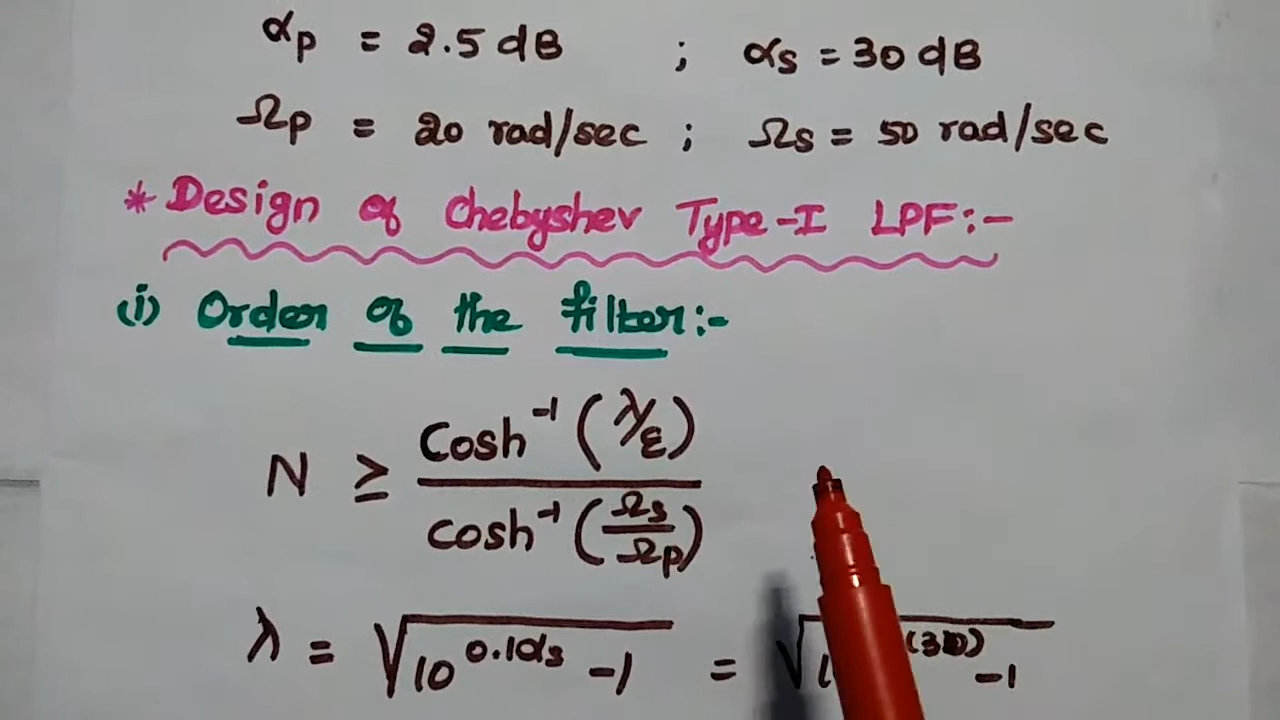 αp = 2.5 dB ; αs = 30 dB
Ωp = 20 rad/sec ; Ωs = 50 rad/sec
* Design of Chebyshev Type-I LPF:-
(i) Order of the filter:-
N ≥ Cosh⁻¹(λ/ε) / cosh⁻¹(Ωs/Ωp)
λ = √(10^0.1αs - 1) = √(1 (30) - 1)